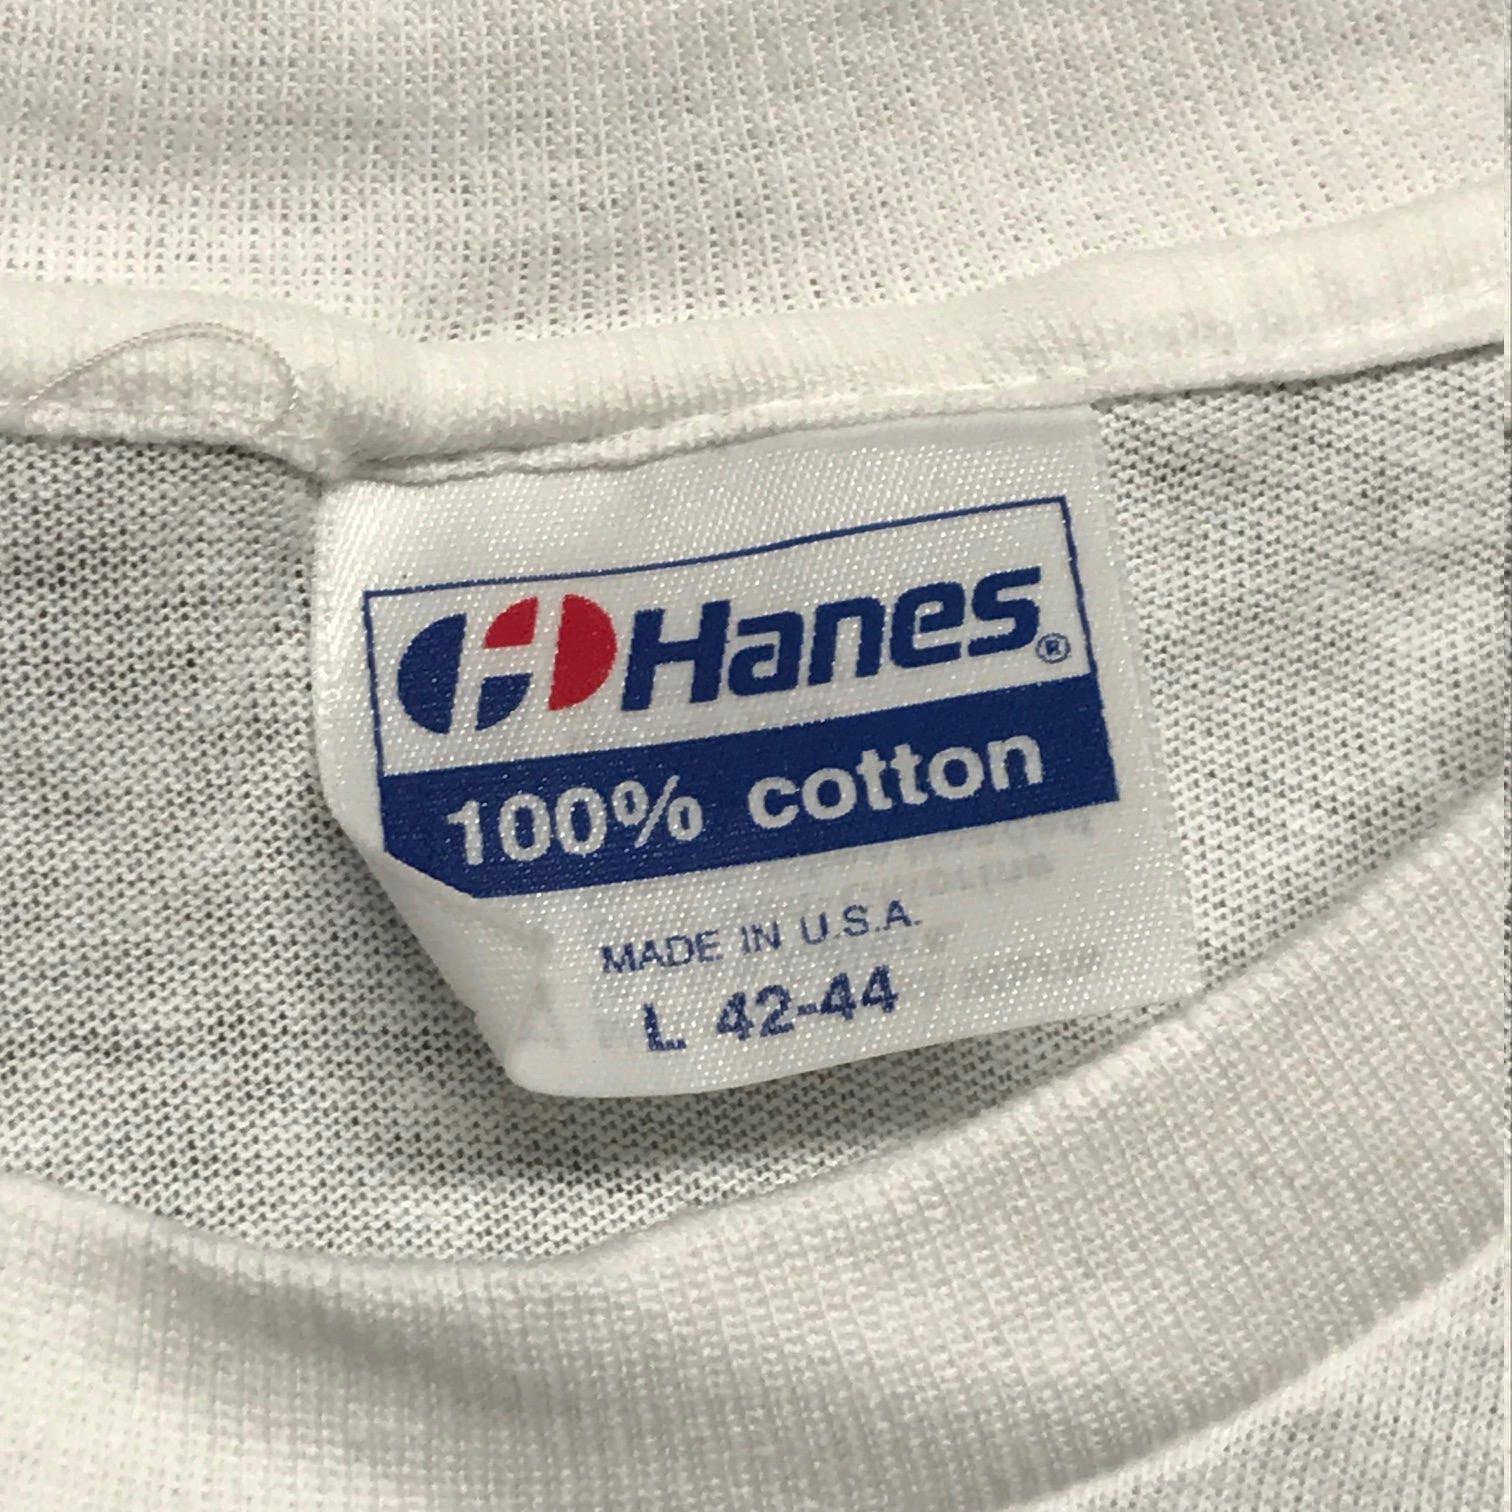 Hanes®
100% cotton
MADE IN U.S.A.
L 42-44